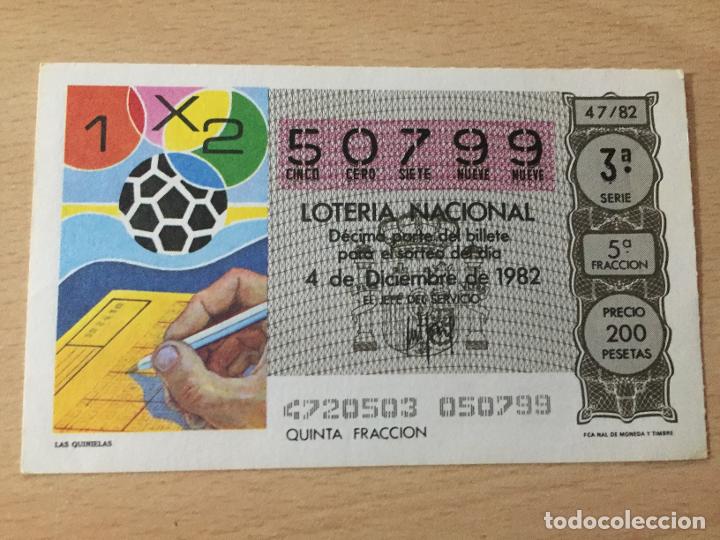 1 X 2
LAS QUINIELAS
50799
CINCO CERO SIETE NUEVE NUEVE
LOTERIA NACIONAL
Décima parte del billete
para el sorteo del día
4 de Diciembre de 1982
EL JEFE DEL SERVICIO
4720503 050799
QUINTA FRACCION
47/82
3ª
SERIE
5ª
FRACCION
PRECIO
200
PESETAS
FCA NAL DE MONEDA Y TIMBRE
todocoleccion